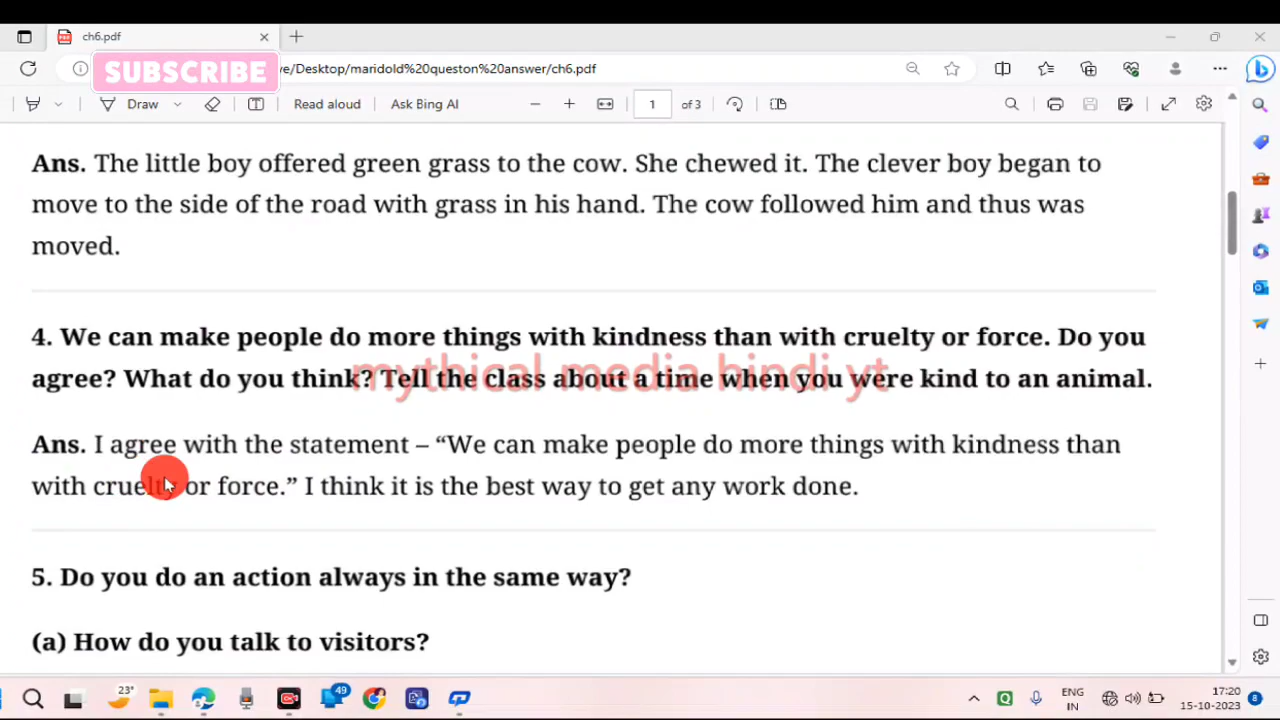 ch6.pdf
SUBSCRIBE
ve/Desktop/maridold%20queston%20answer/ch6.pdf
Draw
Read aloud
Ask Bing AI
1 of 3
Ans. The little boy offered green grass to the cow. She chewed it. The clever boy began to
move to the side of the road with grass in his hand. The cow followed him and thus was
moved.
4. We can make people do more things with kindness than with cruelty or force. Do you
mythical media hindi yt
agree? What do you think? Tell the class about a time when you were kind to an animal.
Ans. I agree with the statement – “We can make people do more things with kindness than
with cruelty or force.” I think it is the best way to get any work done.
5. Do you do an action always in the same way?
(a) How do you talk to visitors?
23°
49
ENG
IN
17:20
15-10-2023
8